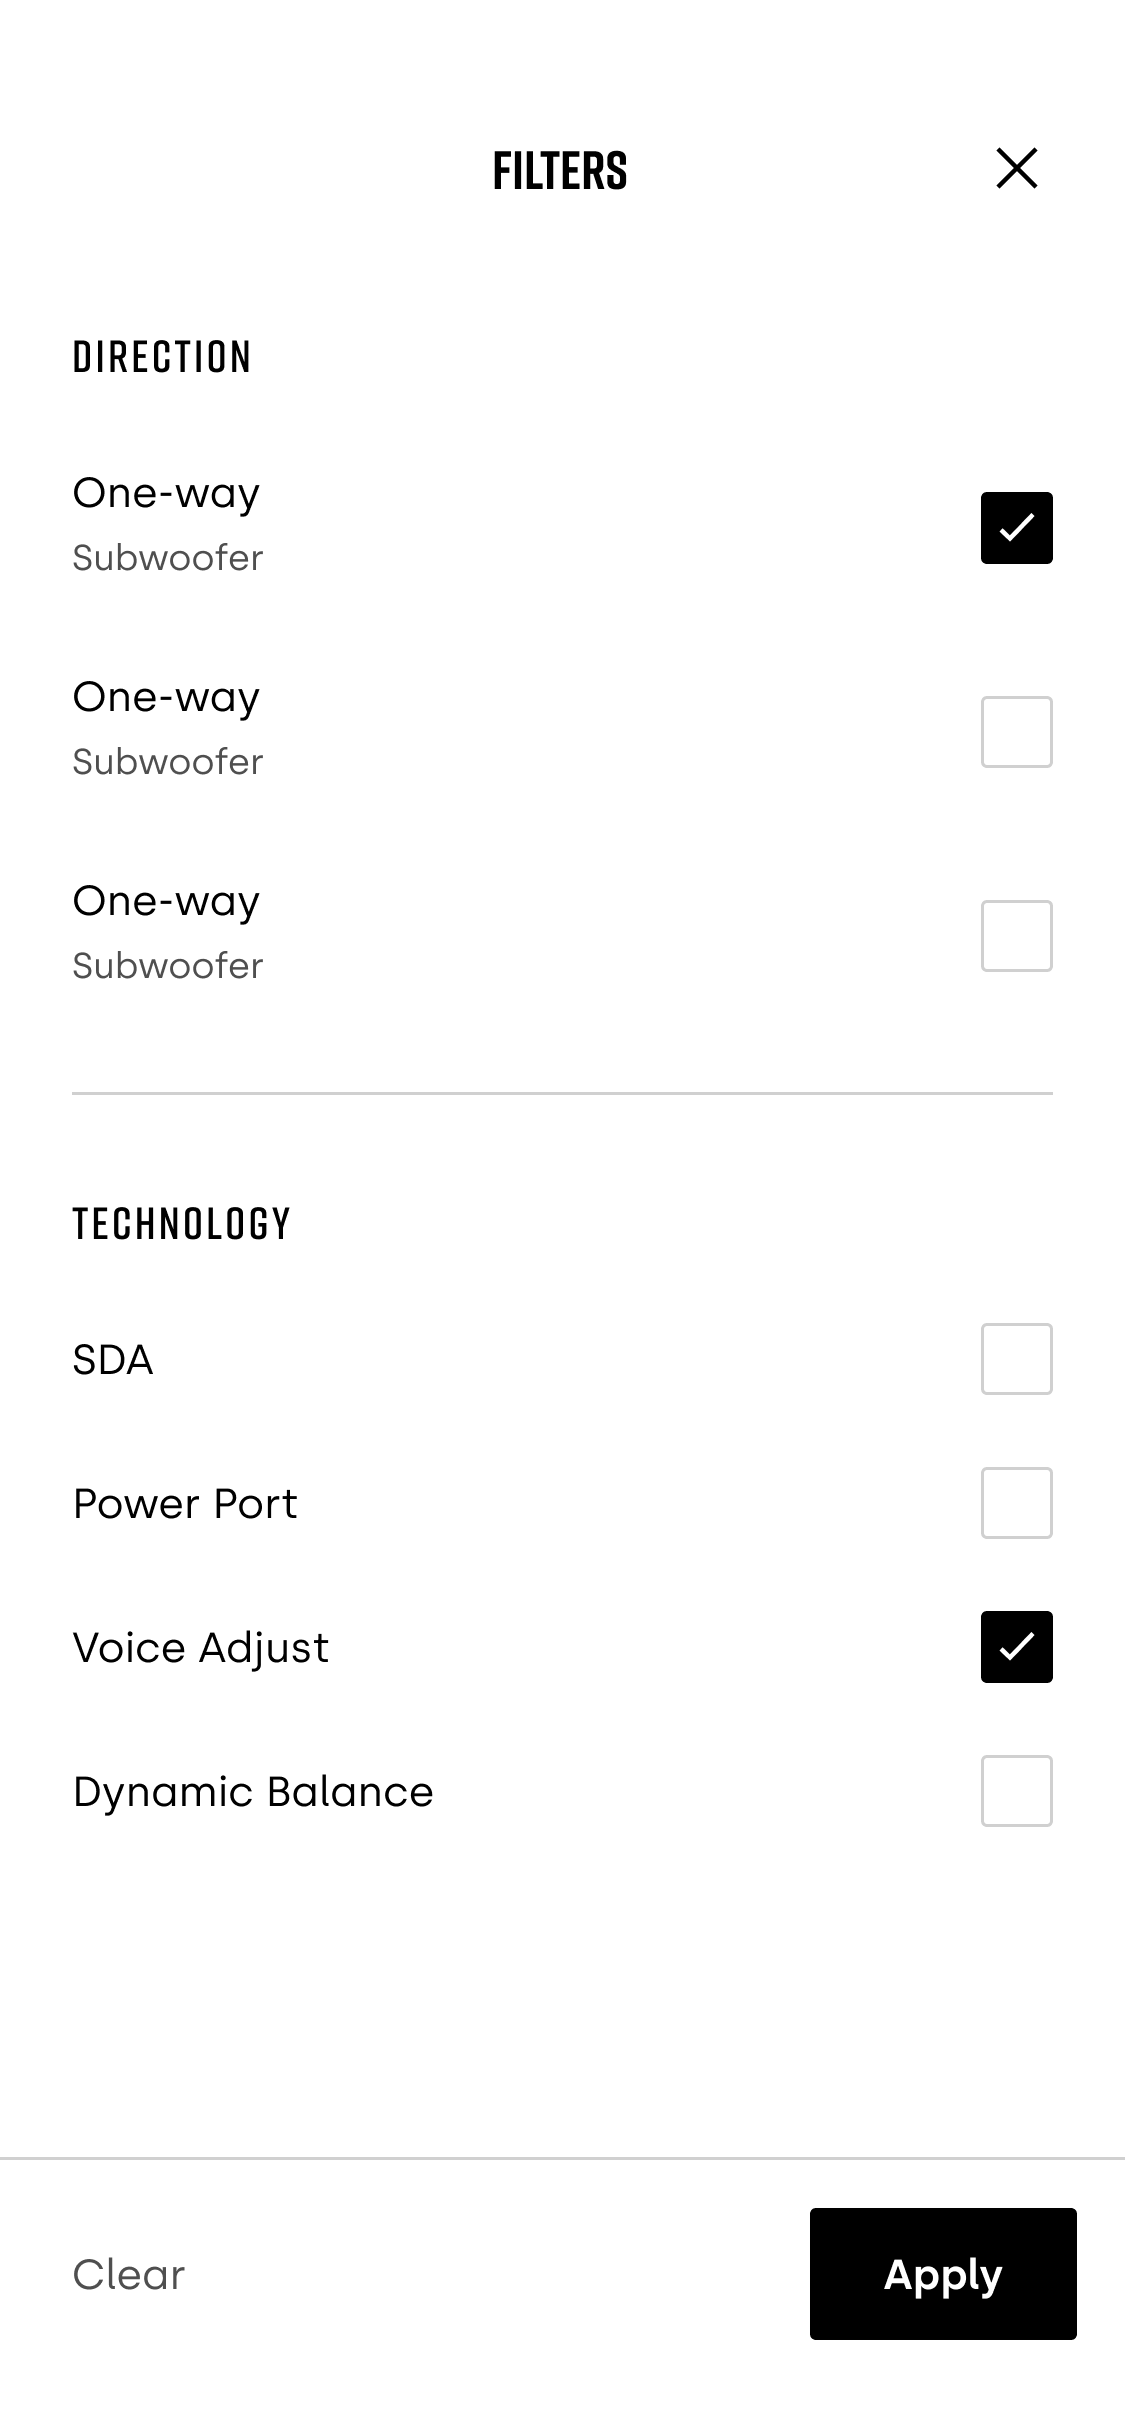 FILTERS
DIRECTION
One-way
Subwoofer
One-way
Subwoofer
One-way
Subwoofer
TECHNOLOGY
SDA
Power Port
Voice Adjust
Dynamic Balance
Clear
Apply